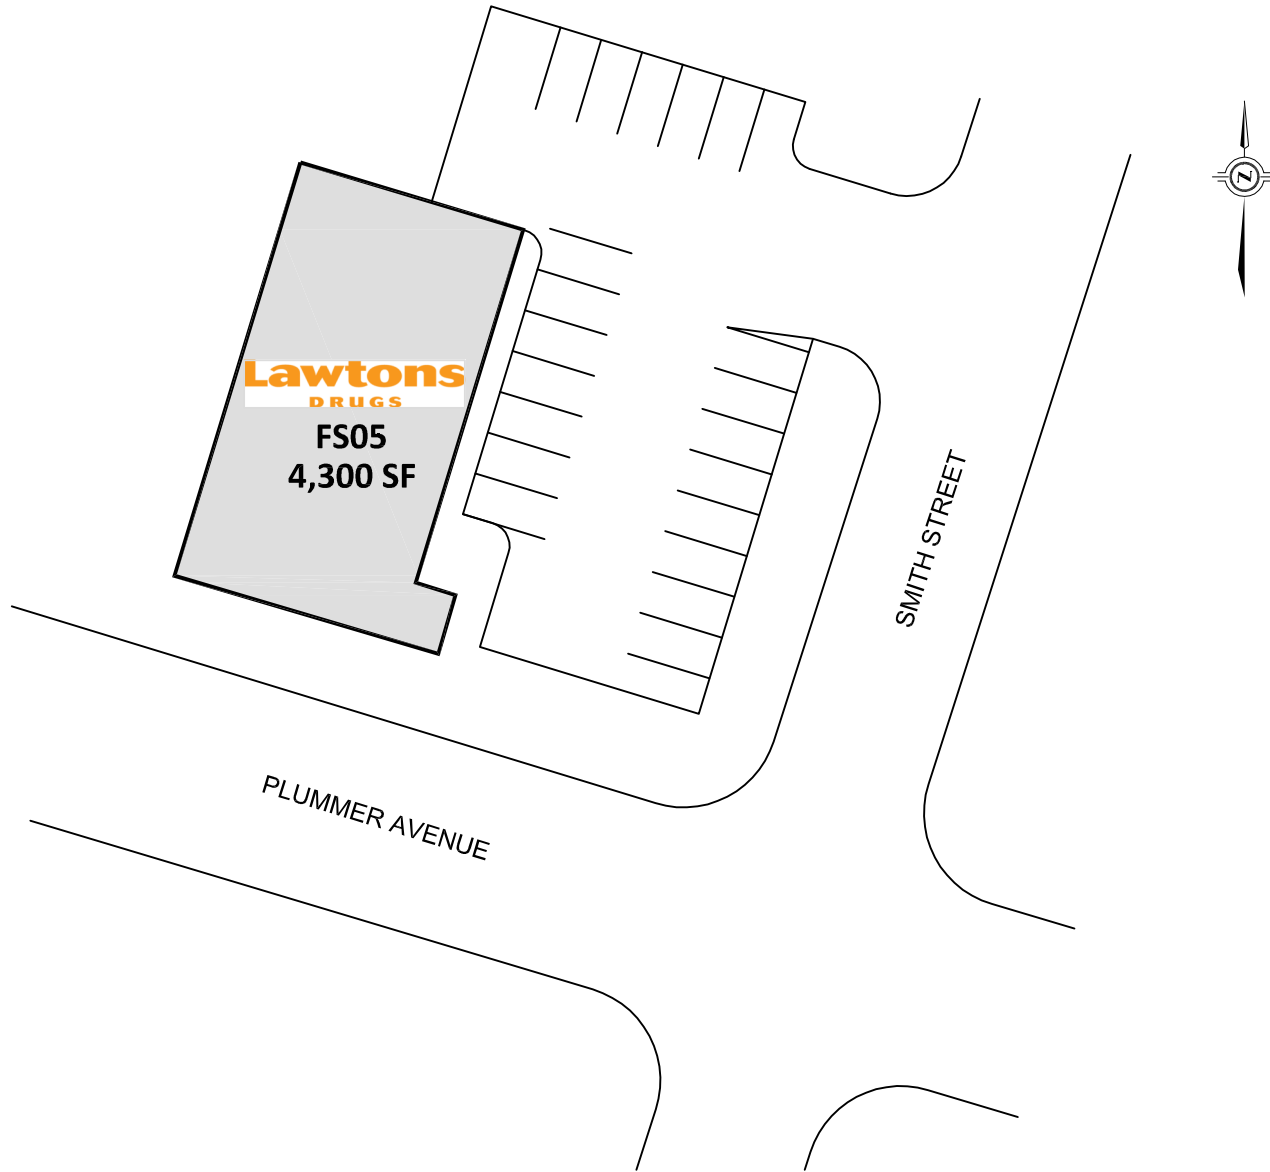 Lawtons
DRUGS
FS05
4,300 SF
SMITH STREET
PLUMMER AVENUE
N